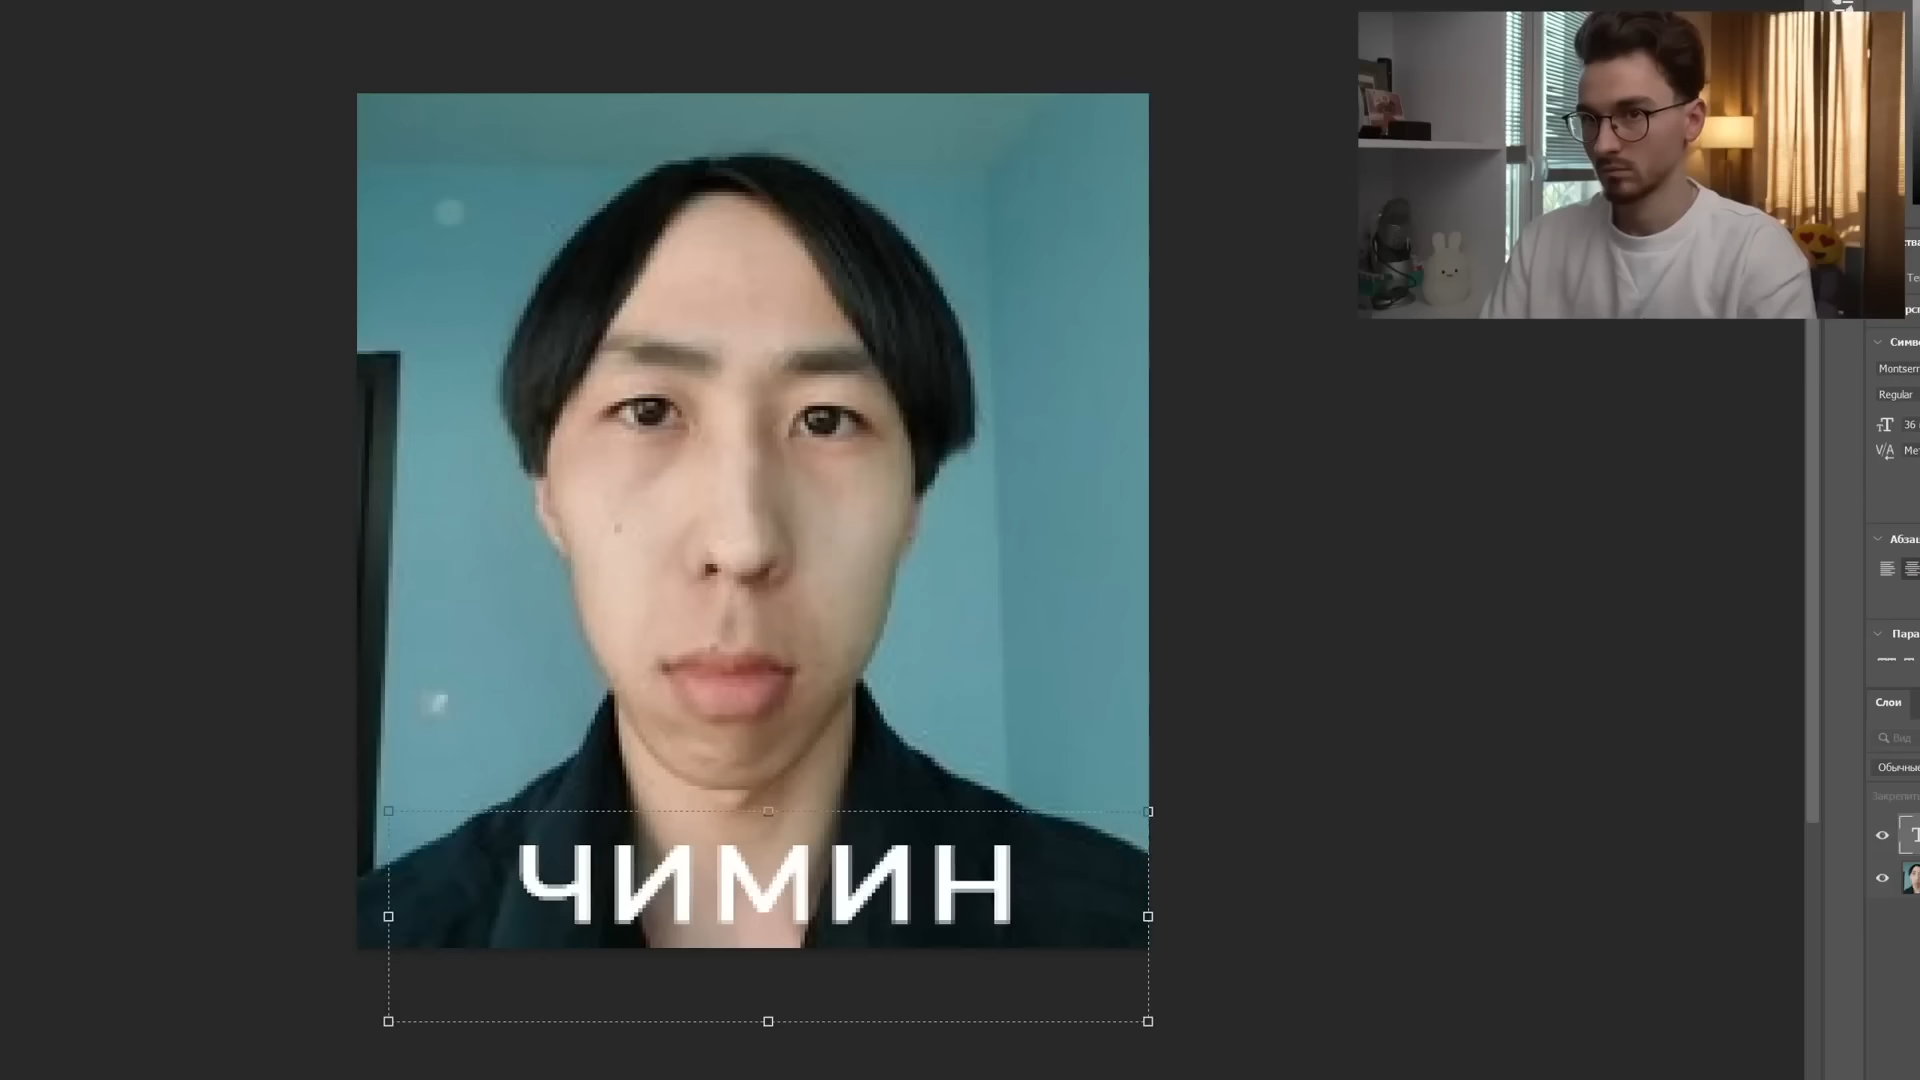 ЧИМИН
Симв
Montserr
Regular
36
Ме
Абзац
Пара
Слои
Вид
Обычные
Закрепить